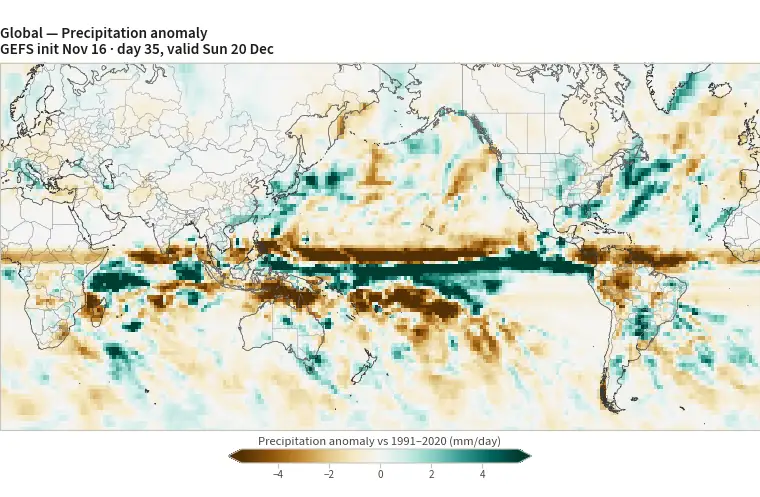 Global — Precipitation anomaly
GEFS init Nov 16 · day 35, valid Sun 20 Dec
Precipitation anomaly vs 1991–2020 (mm/day)
−4 −2 0 2 4